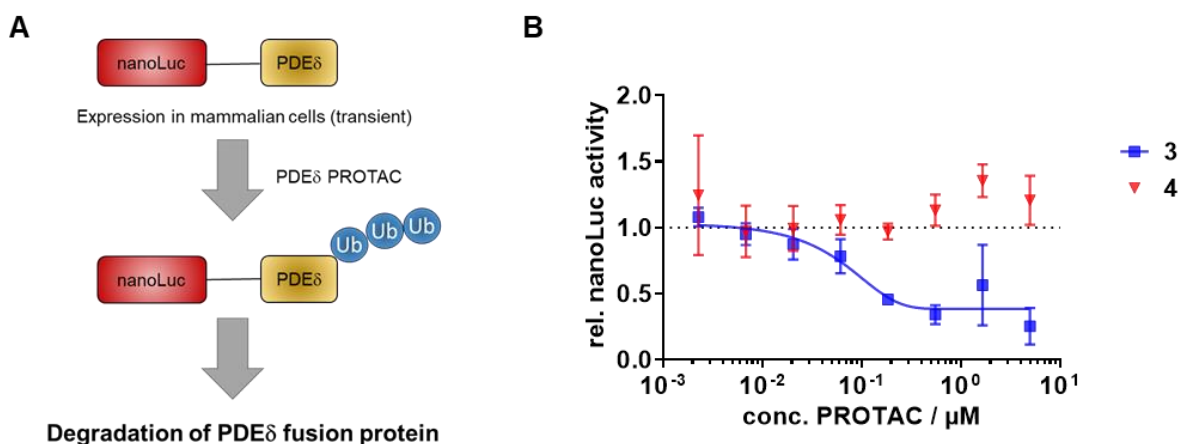 A
nanoLuc
PDEδ
Expression in mammalian cells (transient)
PDEδ PROTAC
Ub
Ub
Ub
nanoLuc
PDEδ
Degradation of PDEδ fusion protein
B
rel. nanoLuc activity
2.0
1.5
1.0
0.5
0.0
10-3
10-2
10-1
100
101
conc. PROTAC / µM
3
4